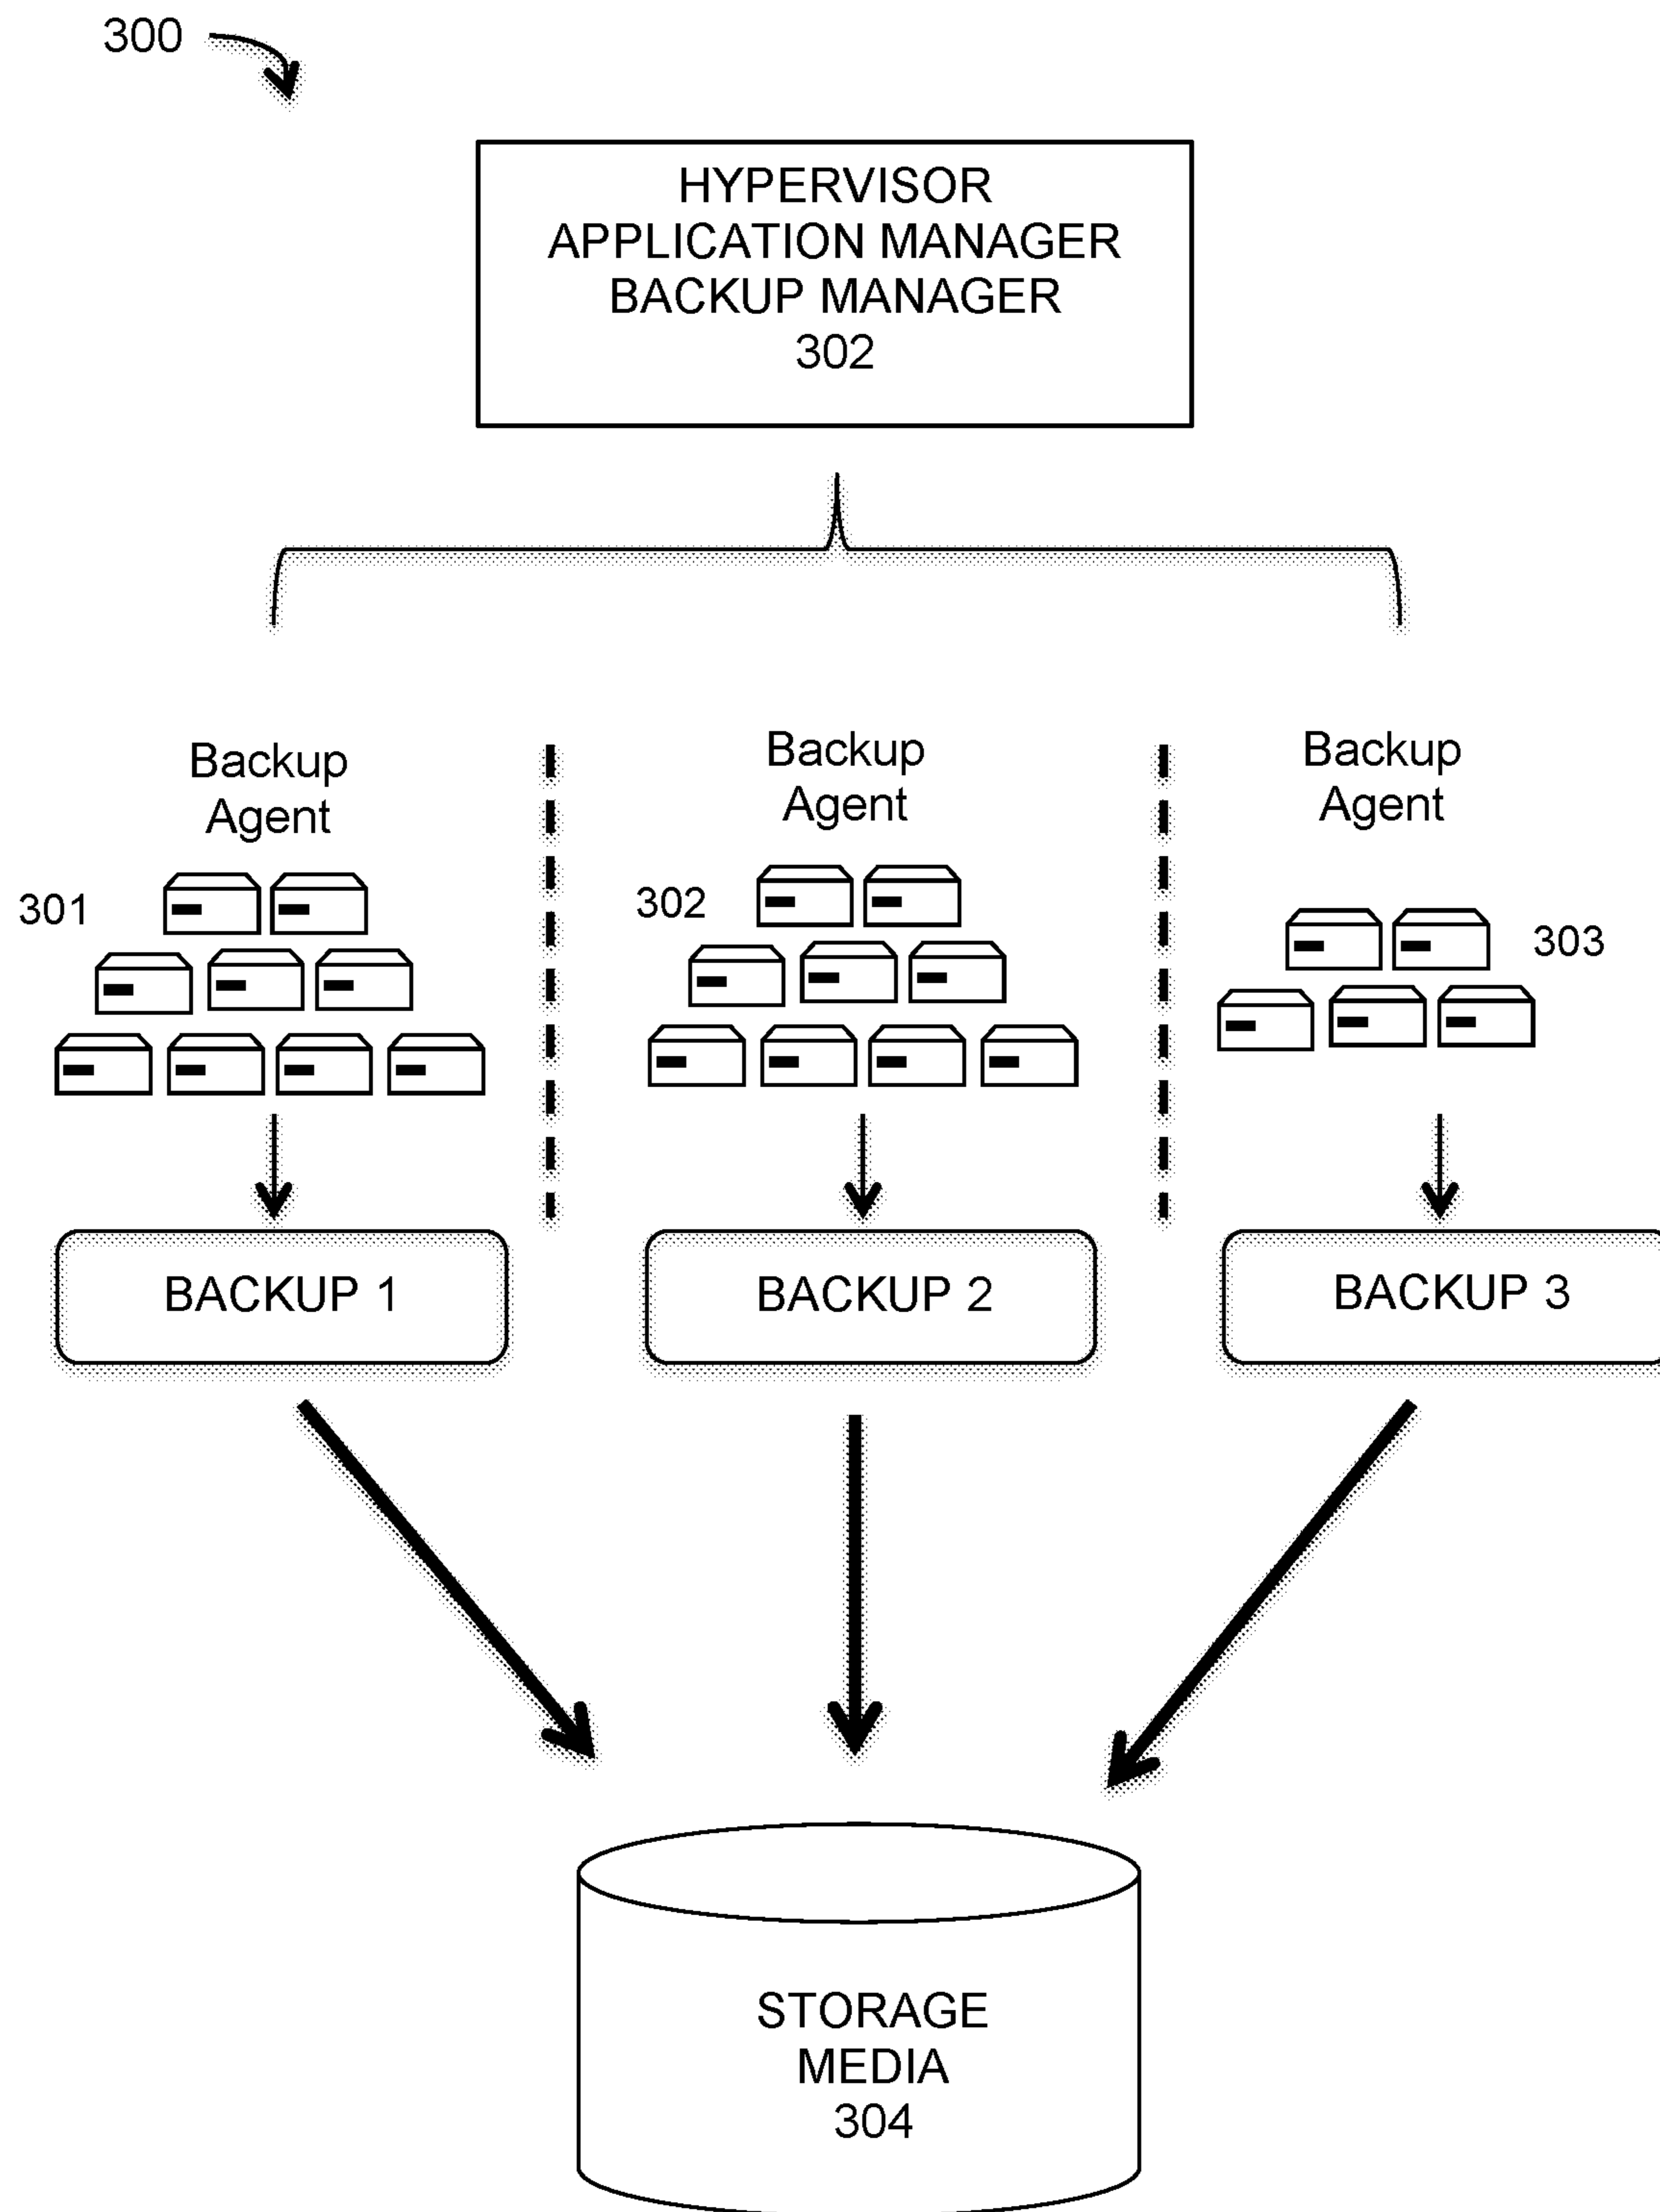 300
HYPERVISOR
APPLICATION MANAGER
BACKUP MANAGER
302
Backup
Agent
301
Backup
Agent
302
Backup
Agent
303
BACKUP 1
BACKUP 2
BACKUP 3
STORAGE
MEDIA
304